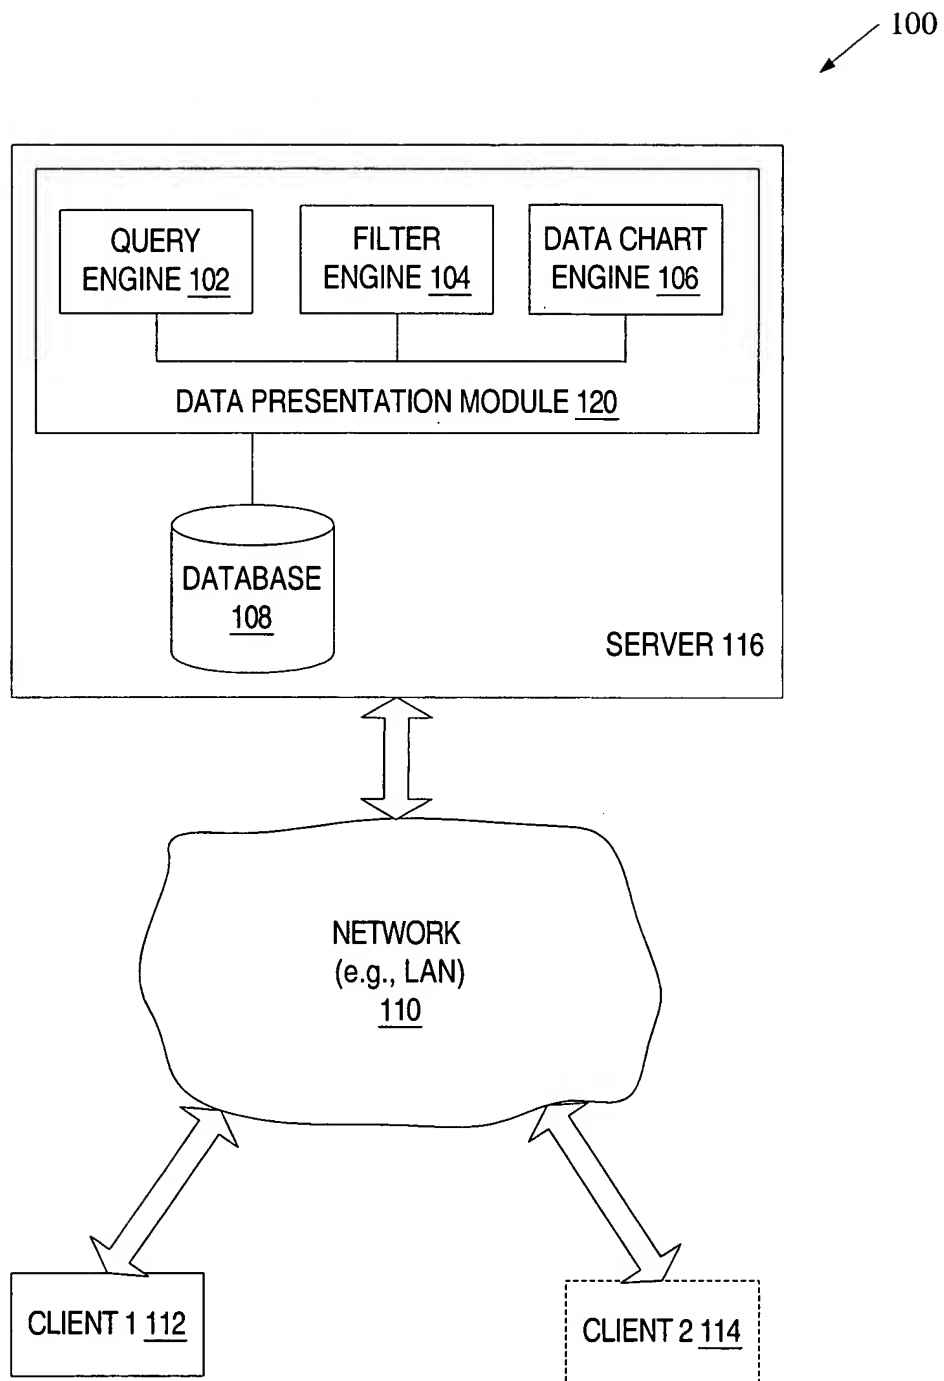 100
QUERY
ENGINE 102
FILTER
ENGINE 104
DATA CHART
ENGINE 106
DATA PRESENTATION MODULE 120
DATABASE
108
SERVER 116
NETWORK
(e.g., LAN)
110
CLIENT 1 112
CLIENT 2 114